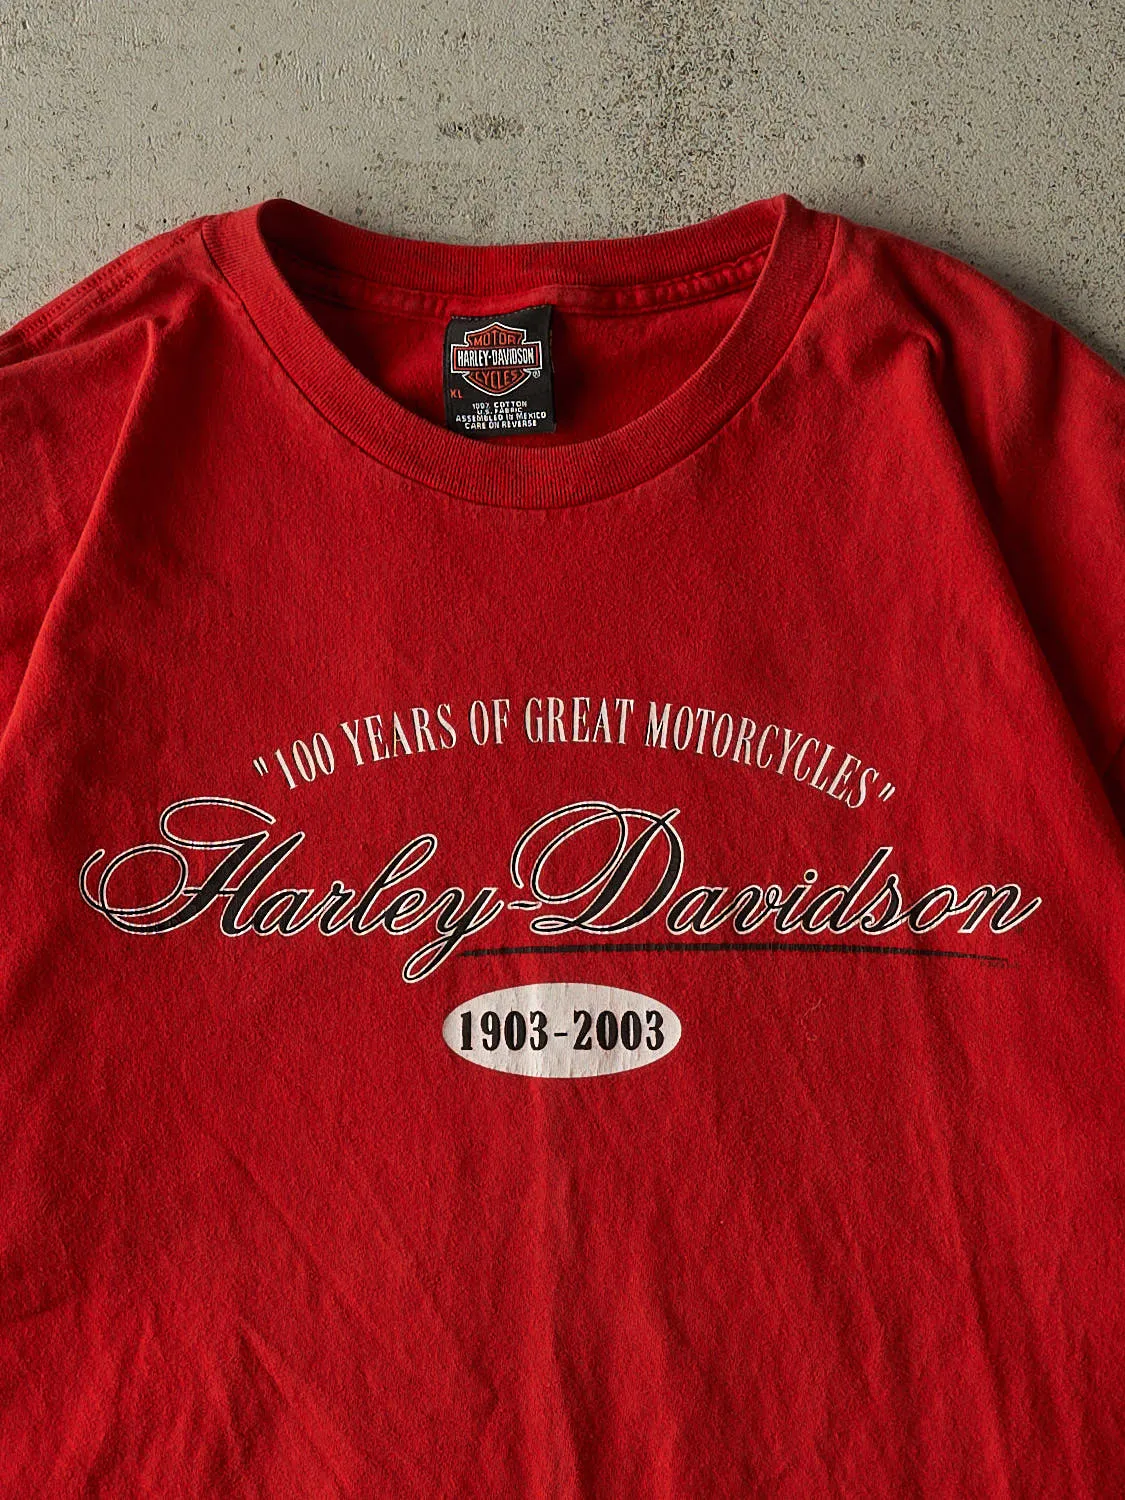 MOTOR
HARLEY-DAVIDSON
CYCLES
®
XL
100% COTTON
U.S. FABRIC
ASSEMBLED IN MEXICO
CARE ON REVERSE
"100 YEARS OF GREAT MOTORCYCLES"
Harley-Davidson
1903-2003